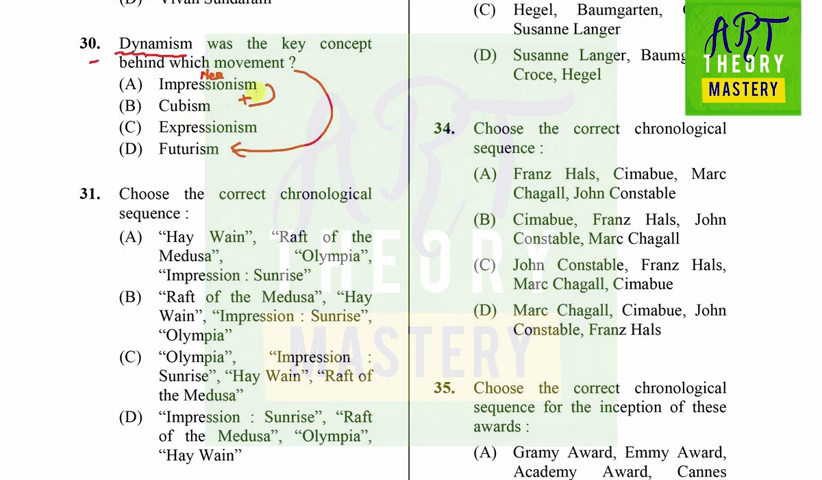 (D) Vivan Sundaram
30. Dynamism was the key concept
behind which movement ?
Neo
(A) Impressionism
+
(B) Cubism
(C) Expressionism
(D) Futurism
31. Choose the correct chronological
sequence :
(A) “Hay Wain”, “Raft of the
Medusa”, “Olympia”,
“Impression : Sunrise”
(B) “Raft of the Medusa”, “Hay
Wain”, “Impression : Sunrise”,
“Olympia”
(C) “Olympia”, “Impression :
Sunrise”, “Hay Wain”, “Raft of
the Medusa”
(D) “Impression : Sunrise”, “Raft
of the Medusa”, “Olympia”,
“Hay Wain”
(C) Hegel, Baumgarten,
Susanne Langer
(D) Susanne Langer, Baumg
Croce, Hegel
34. Choose the correct chronological
sequence :
(A) Franz Hals, Cimabue, Marc
Chagall, John Constable
(B) Cimabue, Franz Hals, John
Constable, Marc Chagall
(C) John Constable, Franz Hals,
Marc Chagall, Cimabue
(D) Marc Chagall, Cimabue, John
Constable, Franz Hals
35. Choose the correct chronological
sequence for the inception of these
awards :
(A) Gramy Award, Emmy Award,
Academy Award, Cannes
ART
THEORY
MASTERY
ART
THEORY
MASTERY